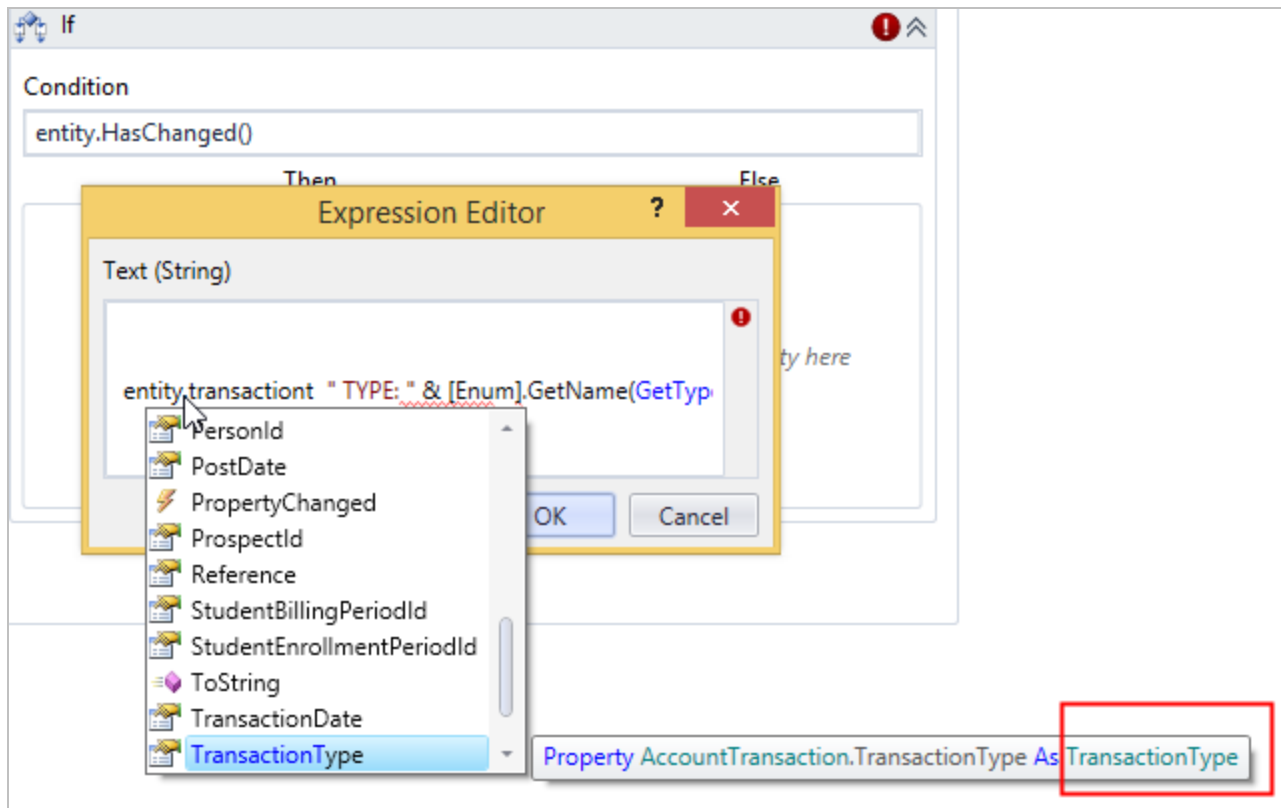 If
Condition
entity.HasChanged()
Then
Else
Expression Editor
?
Text (String)
ty here
entity.transactiont " TYPE: " & [Enum].GetName(GetType
PersonId
PostDate
PropertyChanged
ProspectId
OK
Cancel
Reference
StudentBillingPeriodId
StudentEnrollmentPeriodId
ToString
TransactionDate
TransactionType
Property AccountTransaction.TransactionType As TransactionType